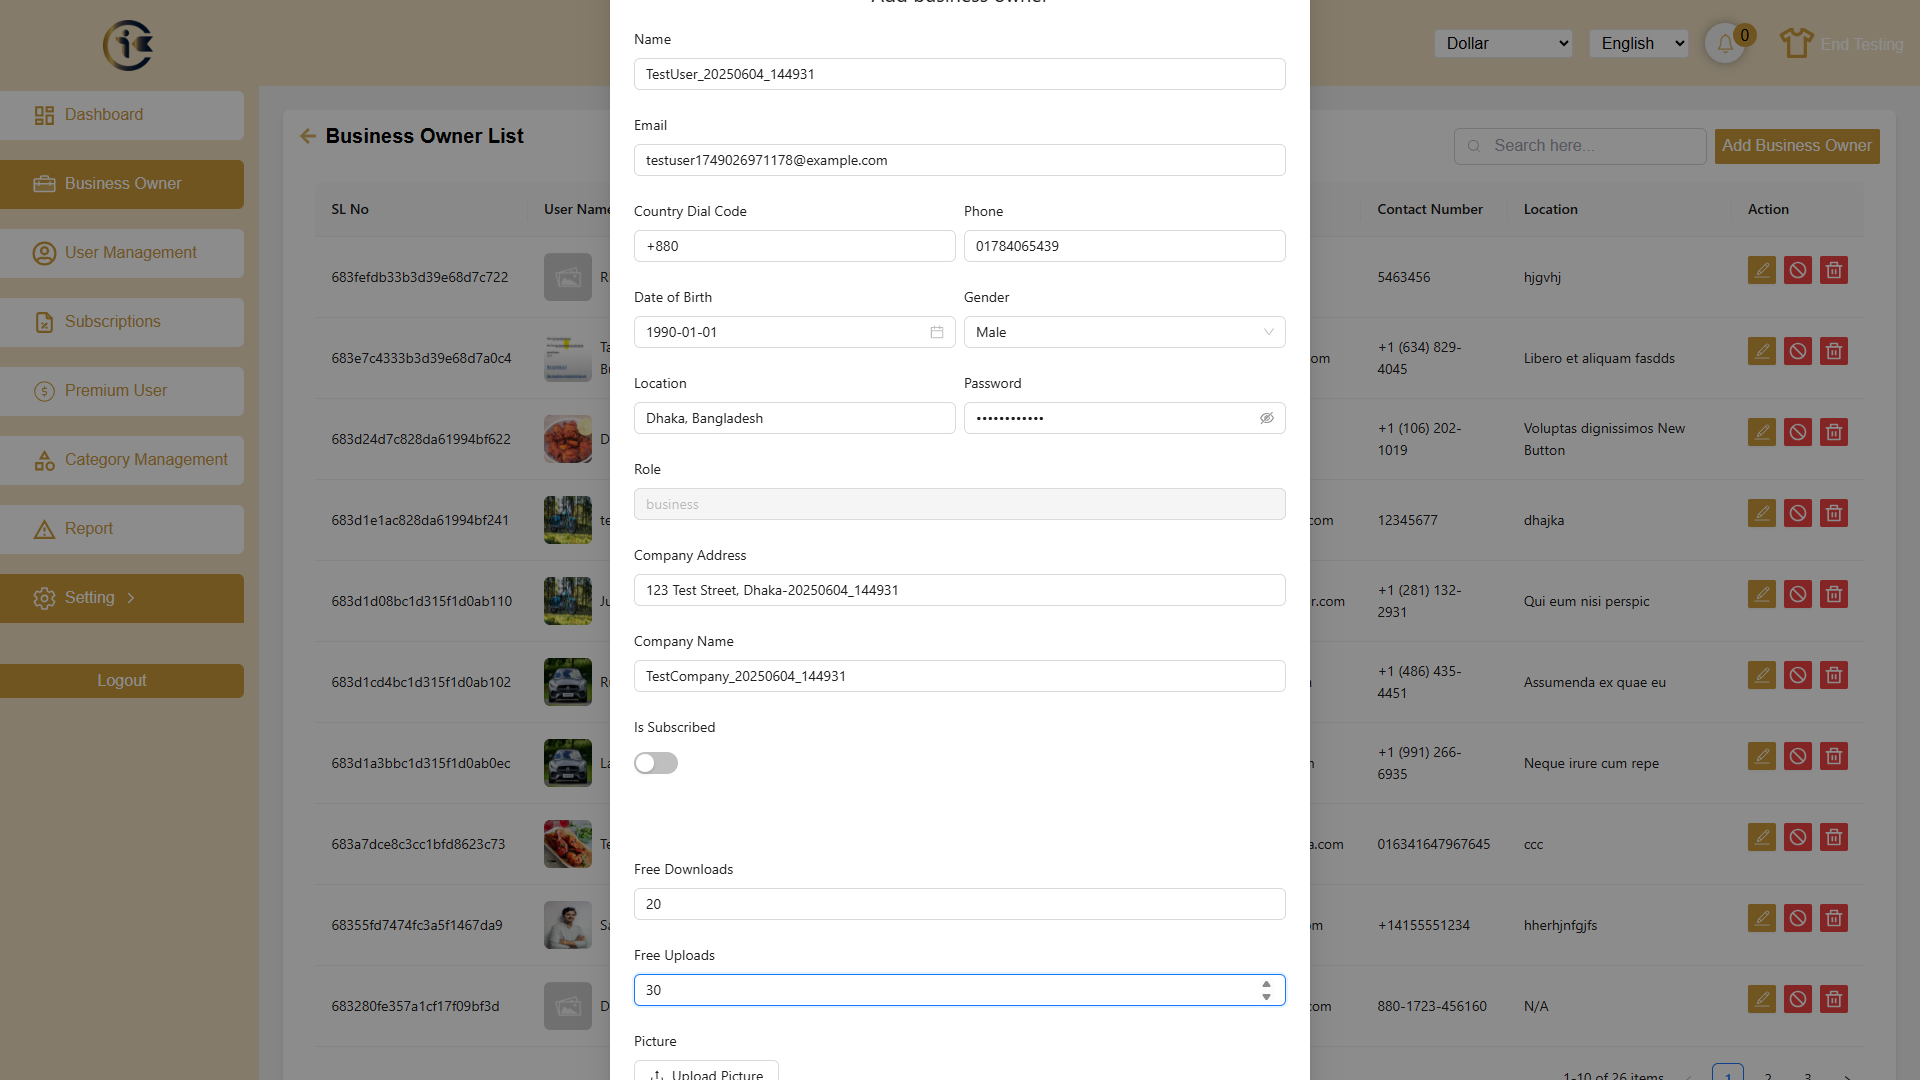 Add business owner
Dollar
English
0
End Testing
Dashboard
Business Owner
User Management
Subscriptions
Premium User
Category Management
Report
Setting
Logout
Business Owner List
Search here...
Add Business Owner
SL No
User Name
Contact Number
Location
Action
683fefdb33b3d39e68d7c722
R
5463456
hjgvhj
683e7c4333b3d39e68d7a0c4
Ta
Bu
om
+1 (634) 829-
4045
Libero et aliquam fasdds
683d24d7c828da61994bf622
D
+1 (106) 202-
1019
Voluptas dignissimos New
Button
683d1e1ac828da61994bf241
te
com
12345677
dhajka
683d1d08bc1d315f1d0ab110
Ju
r.com
+1 (281) 132-
2931
Qui eum nisi perspic
683d1cd4bc1d315f1d0ab102
Ru
+1 (486) 435-
4451
Assumenda ex quae eu
683d1a3bbc1d315f1d0ab0ec
La
+1 (991) 266-
6935
Neque irure cum repe
683a7dce8c3cc1bfd8623c73
Te
a.com
016341647967645
ccc
68355fd7474fc3a5f1467da9
Sa
m
+14155551234
hherhjnfgjfs
683280fe357a1cf17f09bf3d
D
com
880-1723-456160
N/A
1-10 of 26 items
1
2
3
Name
TestUser_20250604_144931
Email
testuser1749026971178@example.com
Country Dial Code
Phone
+880
01784065439
Date of Birth
Gender
1990-01-01
Male
Location
Password
Dhaka, Bangladesh
••••••••••••
Role
business
Company Address
123 Test Street, Dhaka-20250604_144931
Company Name
TestCompany_20250604_144931
Is Subscribed
Free Downloads
20
Free Uploads
30
Picture
Upload Picture